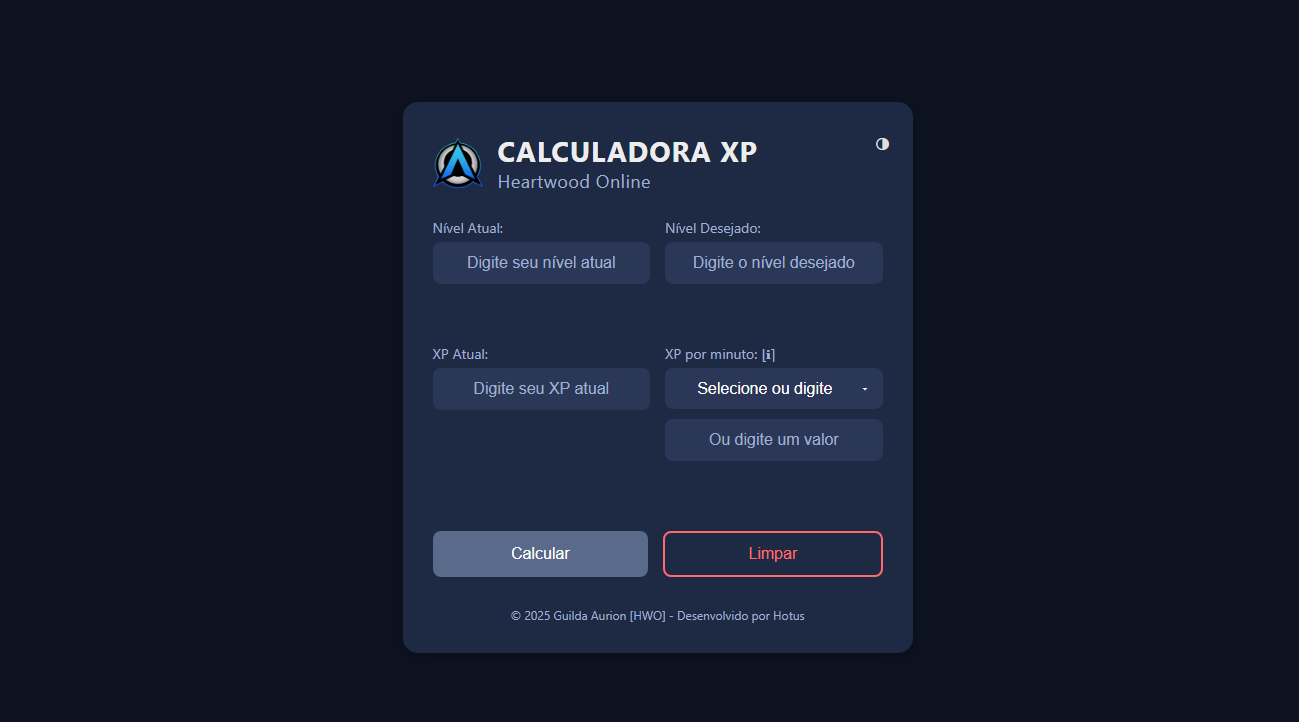 CALCULADORA XP
Heartwood Online
Nível Atual:
Nível Desejado:
Digite seu nível atual
Digite o nível desejado
XP Atual:
XP por minuto: [i]
Digite seu XP atual
Selecione ou digite
Ou digite um valor
Calcular
Limpar
© 2025 Guilda Aurion [HWO] - Desenvolvido por Hotus